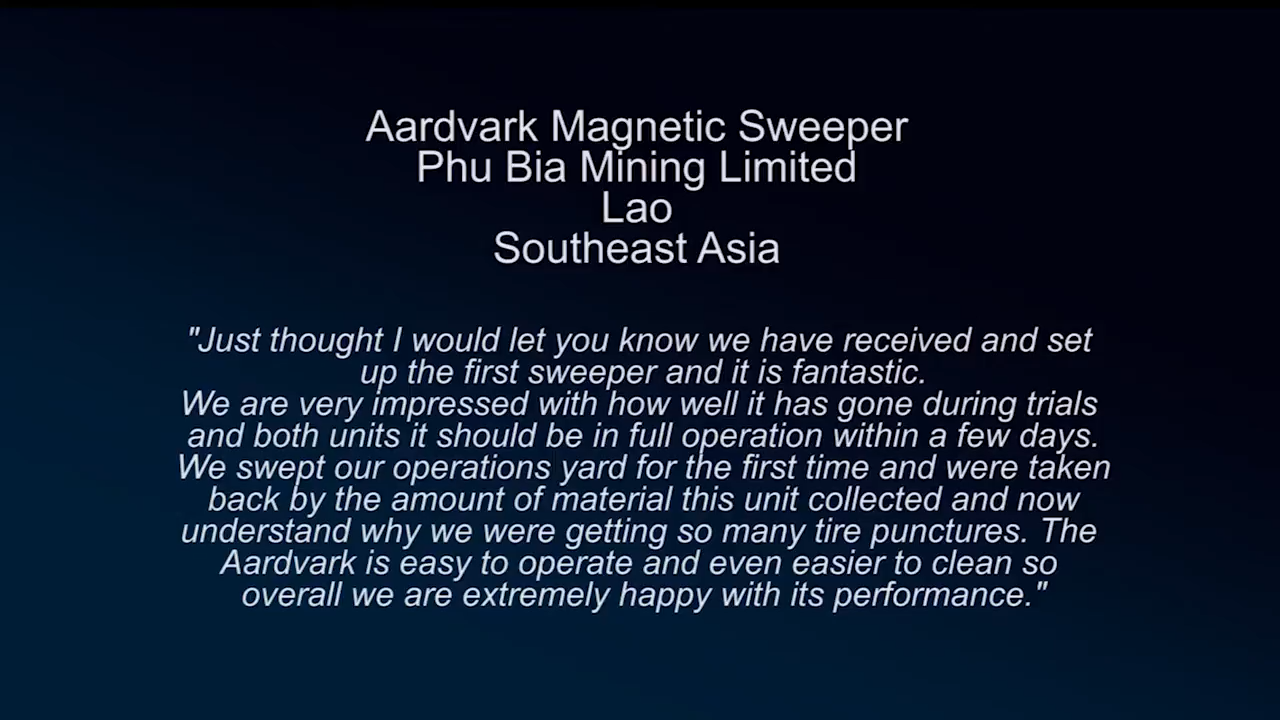 Aardvark Magnetic Sweeper
Phu Bia Mining Limited
Lao
Southeast Asia
"Just thought I would let you know we have received and set
up the first sweeper and it is fantastic.
We are very impressed with how well it has gone during trials
and both units it should be in full operation within a few days.
We swept our operations yard for the first time and were taken
back by the amount of material this unit collected and now
understand why we were getting so many tire punctures. The
Aardvark is easy to operate and even easier to clean so
overall we are extremely happy with its performance."